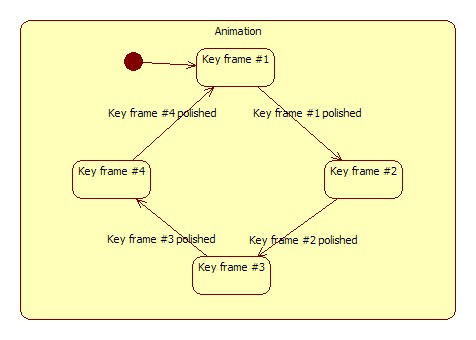 Animation
Key frame #1
Key frame #4 polished
Key frame #1 polished
Key frame #4
Key frame #2
Key frame #3 polished
Key frame #2 polished
Key frame #3